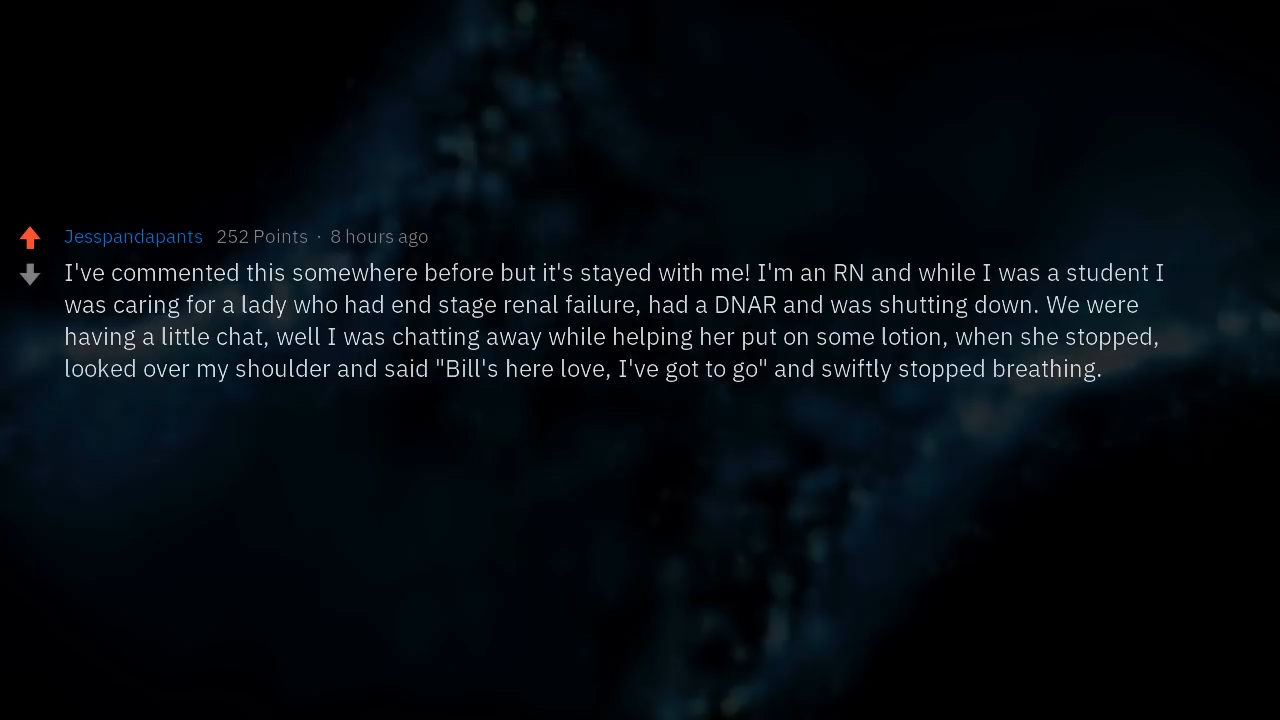 Jesspandapants 252 Points · 8 hours ago
I've commented this somewhere before but it's stayed with me! I'm an RN and while I was a student I
was caring for a lady who had end stage renal failure, had a DNAR and was shutting down. We were
having a little chat, well I was chatting away while helping her put on some lotion, when she stopped,
looked over my shoulder and said "Bill's here love, I've got to go" and swiftly stopped breathing.